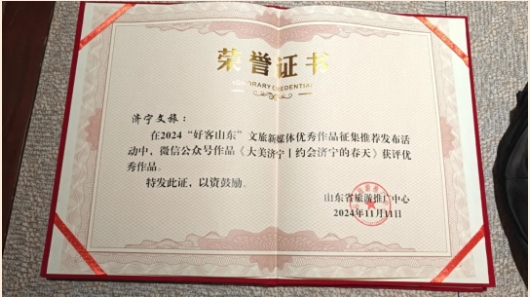 荣誉证书
HONORARY CREDENTIAL
济宁文旅：
在2024“好客山东”文旅新媒体优秀作品征集推荐发布活
动中，微信公众号作品《大美济宁丨约会济宁的春天》获评优
秀作品。
特发此证，以资鼓励。
山东省旅游推广中心
2024年11月11日